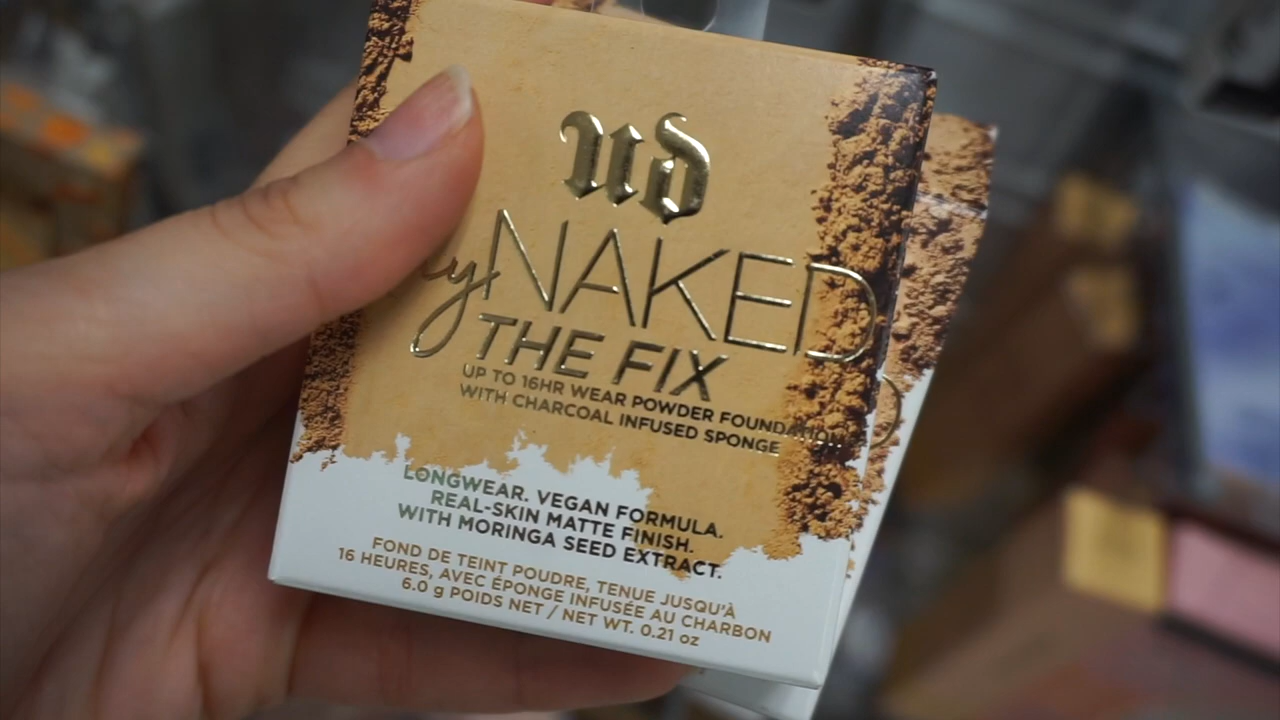 ud
NAKED
THE FIX
UP TO 16HR WEAR POWDER FOUNDATION
WITH CHARCOAL INFUSED SPONGE
LONGWEAR. VEGAN FORMULA.
REAL-SKIN MATTE FINISH.
WITH MORINGA SEED EXTRACT.
FOND DE TEINT POUDRE, TENUE JUSQU'À
16 HEURES, AVEC ÉPONGE INFUSÉE AU CHARBON
6.0 g POIDS NET / NET WT. 0.21 oz